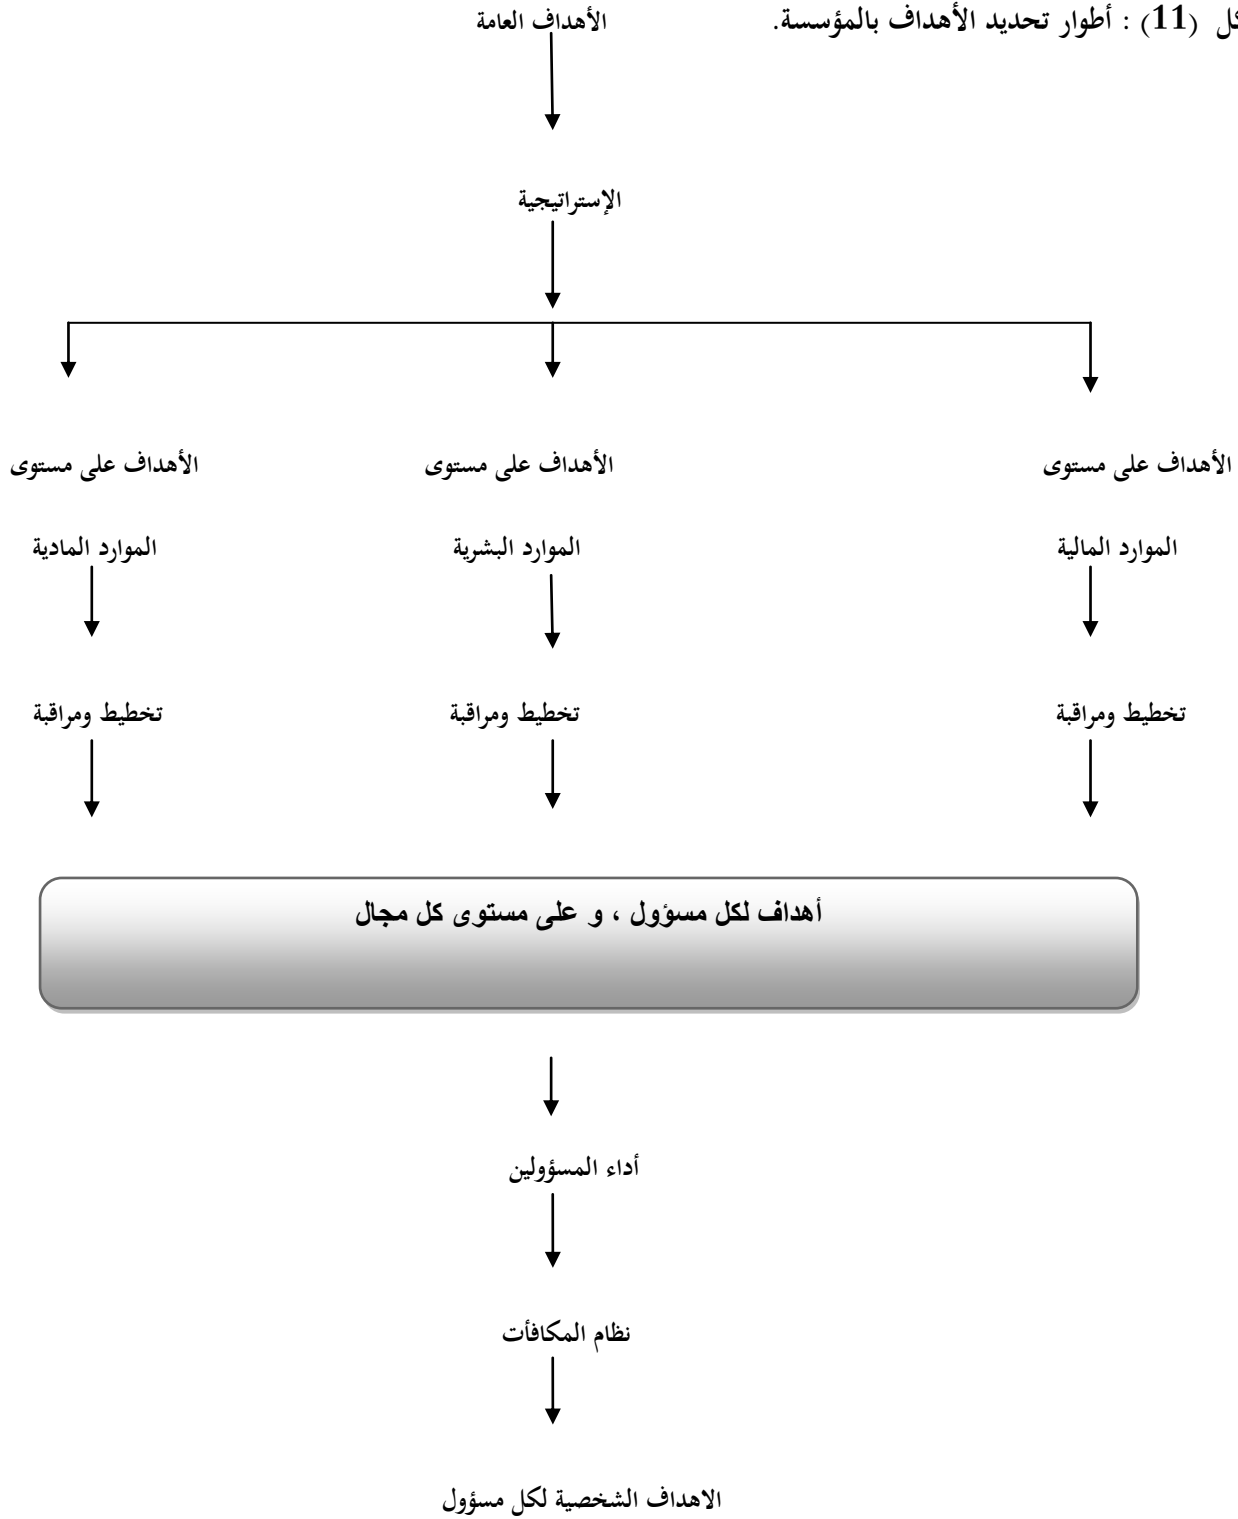 كل (11) : أطوار تحديد الأهداف بالمؤسسة.
الأهداف العامة
الإستراتيجية
الأهداف على مستوى
الأهداف على مستوى
الأهداف على مستوى
الموارد المالية
الموارد البشرية
الموارد المادية
تخطيط ومراقبة
تخطيط ومراقبة
تخطيط ومراقبة
أهداف لكل مسؤول ، و على مستوى كل مجال
أداء المسؤولين
نظام المكافأت
الاهداف الشخصية لكل مسؤول